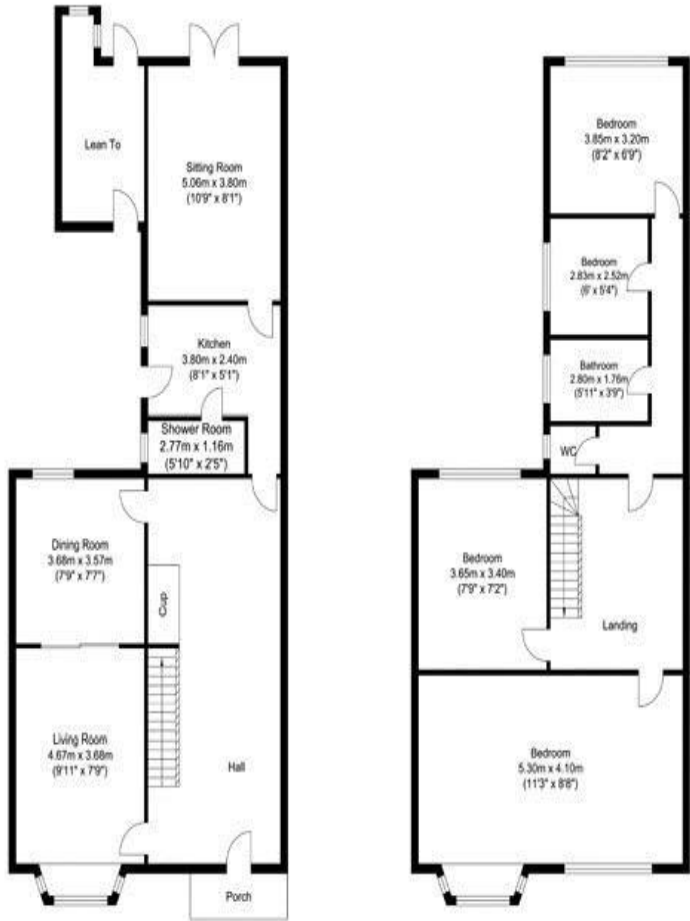 Lean To
Sitting Room
5.06m x 3.80m
(10'9" x 8'1")
Kitchen
3.80m x 2.40m
(8'1" x 5'1")
Shower Room
2.77m x 1.16m
(5'10" x 2'5")
Dining Room
3.68m x 3.57m
(7'9" x 7'7")
Cup
Living Room
4.67m x 3.68m
(9'11" x 7'9")
Hall
Porch
Bedroom
3.85m x 3.20m
(8'2" x 6'9")
Bedroom
2.83m x 2.52m
(6' x 5'4")
Bathroom
2.80m x 1.76m
(5'11" x 3'9")
WC
Bedroom
3.65m x 3.40m
(7'9" x 7'2")
Landing
Bedroom
5.30m x 4.10m
(11'3" x 8'8")